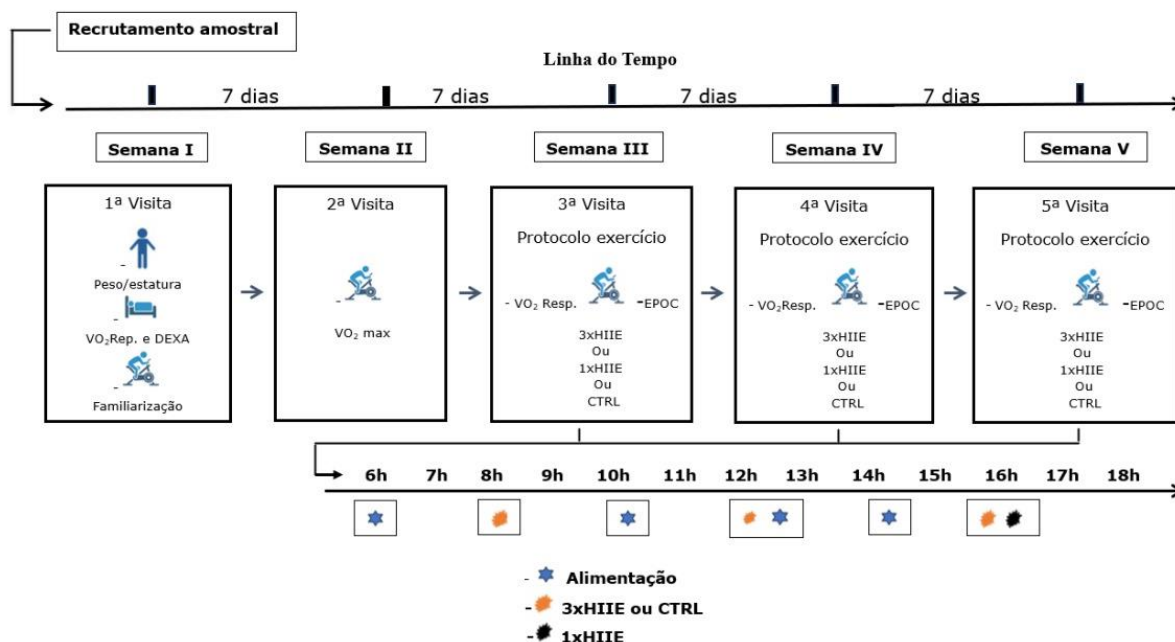 Recrutamento amostral
Linha do Tempo
7 dias 7 dias 7 dias 7 dias
Semana I Semana II Semana III Semana IV Semana V
1ª Visita
- 
Peso/estatura
- 
VO₂Rep. e DEXA
- 
Familiarização
2ª Visita
- 
VO₂ max
3ª Visita
Protocolo exercício
- VO₂ Resp. -EPOC
3xHIIE
Ou
1xHIIE
Ou
CTRL
4ª Visita
Protocolo exercício
- VO₂Resp. -EPOC
3xHIIE
Ou
1xHIIE
Ou
CTRL
5ª Visita
Protocolo exercício
- VO₂ Resp. -EPOC
3xHIIE
Ou
1xHIIE
Ou
CTRL
6h 7h 8h 9h 10h 11h 12h 13h 14h 15h 16h 17h 18h
- Alimentação
- 3xHIIE ou CTRL
- 1xHIIE